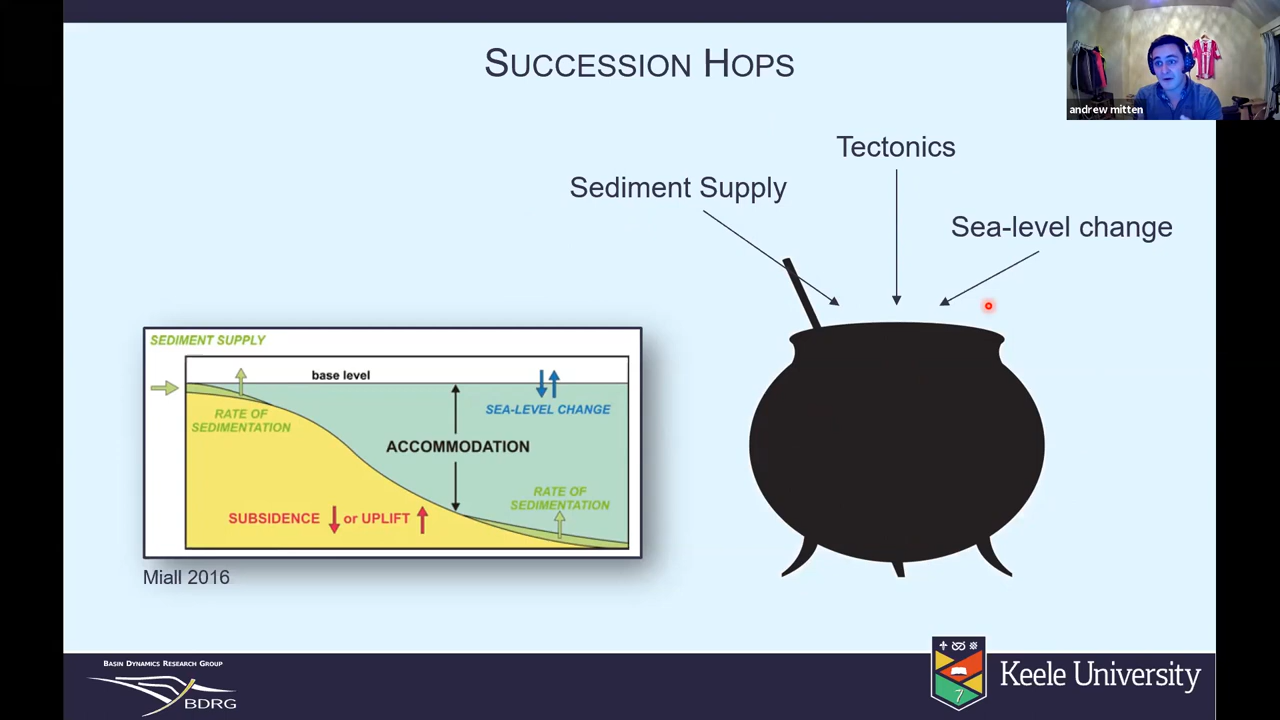 SUCCESSION HOPS
andrew mitten
Tectonics
Sediment Supply
Sea-level change
SEDIMENT SUPPLY
base level
RATE OF
SEDIMENTATION
SEA-LEVEL CHANGE
ACCOMMODATION
RATE OF
SEDIMENTATION
SUBSIDENCE or UPLIFT
Miall 2016
BASIN DYNAMICS RESEARCH GROUP
BDRG
Keele University